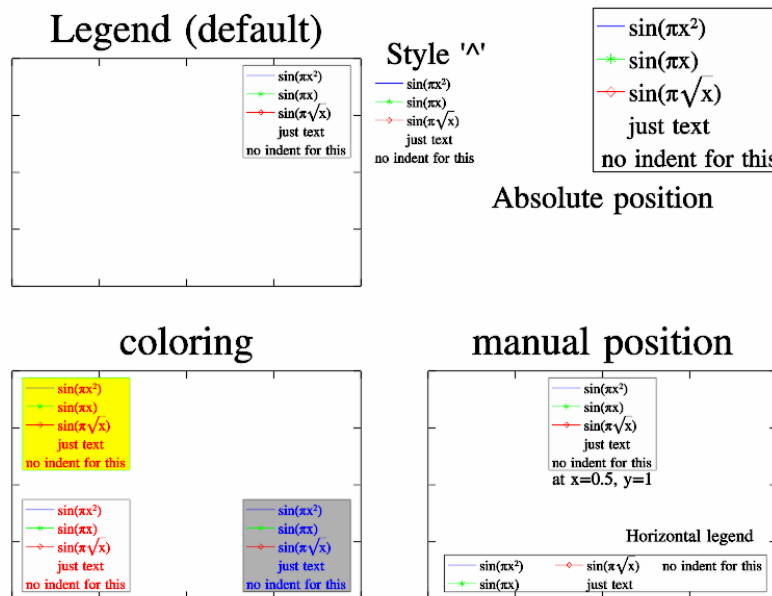 Legend (default)
sin(πx²)
sin(πx)
sin(π√x)
just text
no indent for this
Style '^'
sin(πx²)
sin(πx)
sin(π√x)
just text
no indent for this
sin(πx²)
sin(πx)
sin(π√x)
just text
no indent for this
Absolute position
coloring
sin(πx²)
sin(πx)
sin(π√x)
just text
no indent for this
sin(πx²)
sin(πx)
sin(π√x)
just text
no indent for this
sin(πx²)
sin(πx)
sin(π√x)
just text
no indent for this
manual position
sin(πx²)
sin(πx)
sin(π√x)
just text
no indent for this
at x=0.5, y=1
Horizontal legend
sin(πx²) sin(π√x) no indent for this
sin(πx) just text